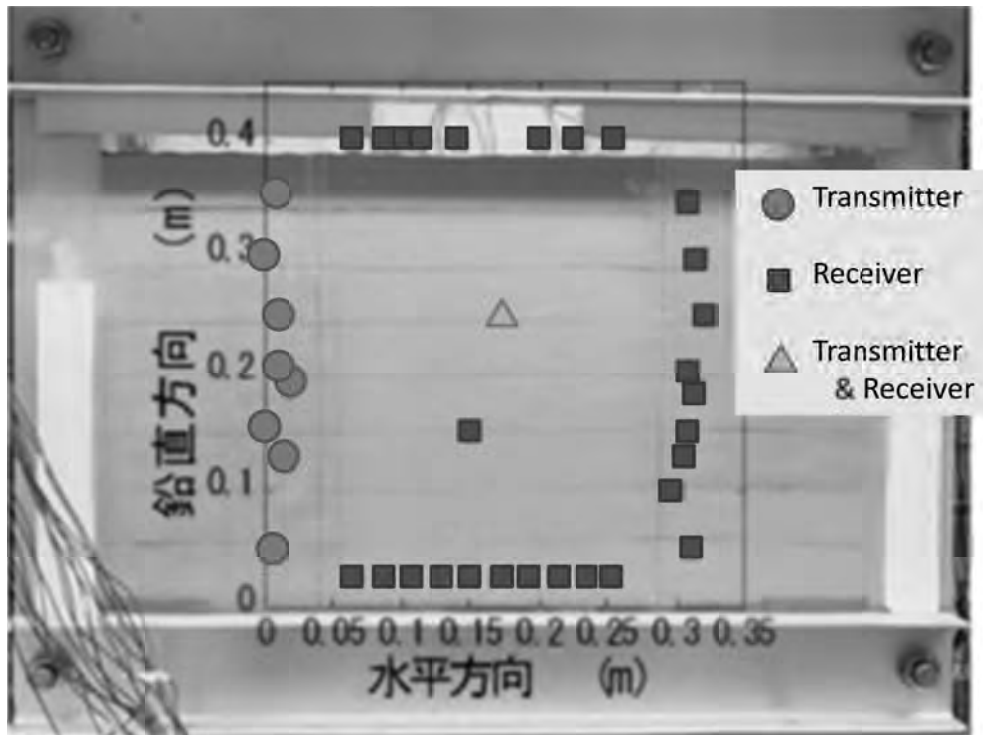 0.4
0.3
0.2
0.1
0
鉛直方向 (m)
0 0.05 0.1 0.15 0.2 0.25 0.3 0.35
水平方向 (m)
Transmitter
Receiver
Transmitter
& Receiver